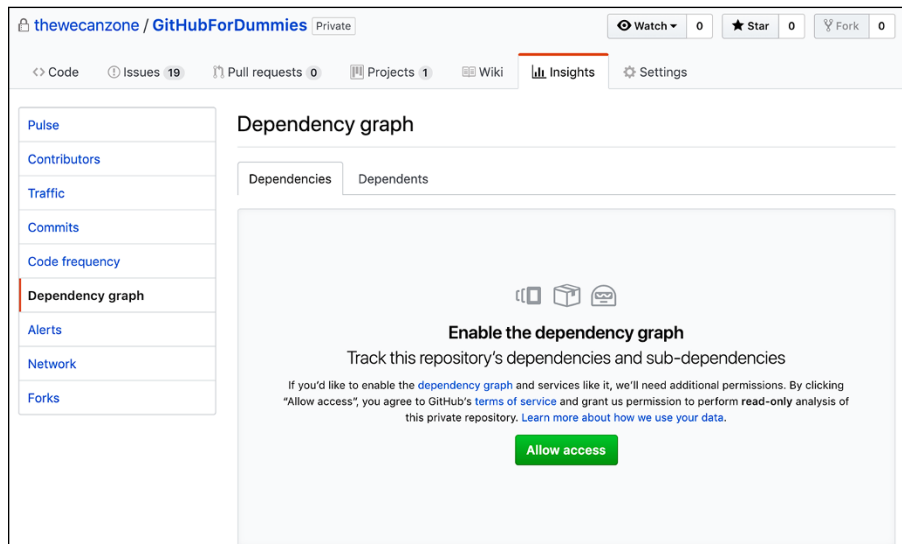 thewecanzone / GitHubForDummies Private
Watch 0 Star 0 Fork 0
Code Issues 19 Pull requests 0 Projects 1 Wiki Insights Settings
Pulse
Contributors
Traffic
Commits
Code frequency
Dependency graph
Alerts
Network
Forks
Dependency graph
Dependencies Dependents
Enable the dependency graph
Track this repository's dependencies and sub-dependencies
If you'd like to enable the dependency graph and services like it, we'll need additional permissions. By clicking
“Allow access”, you agree to GitHub's terms of service and grant us permission to perform read-only analysis of
this private repository. Learn more about how we use your data.
Allow access